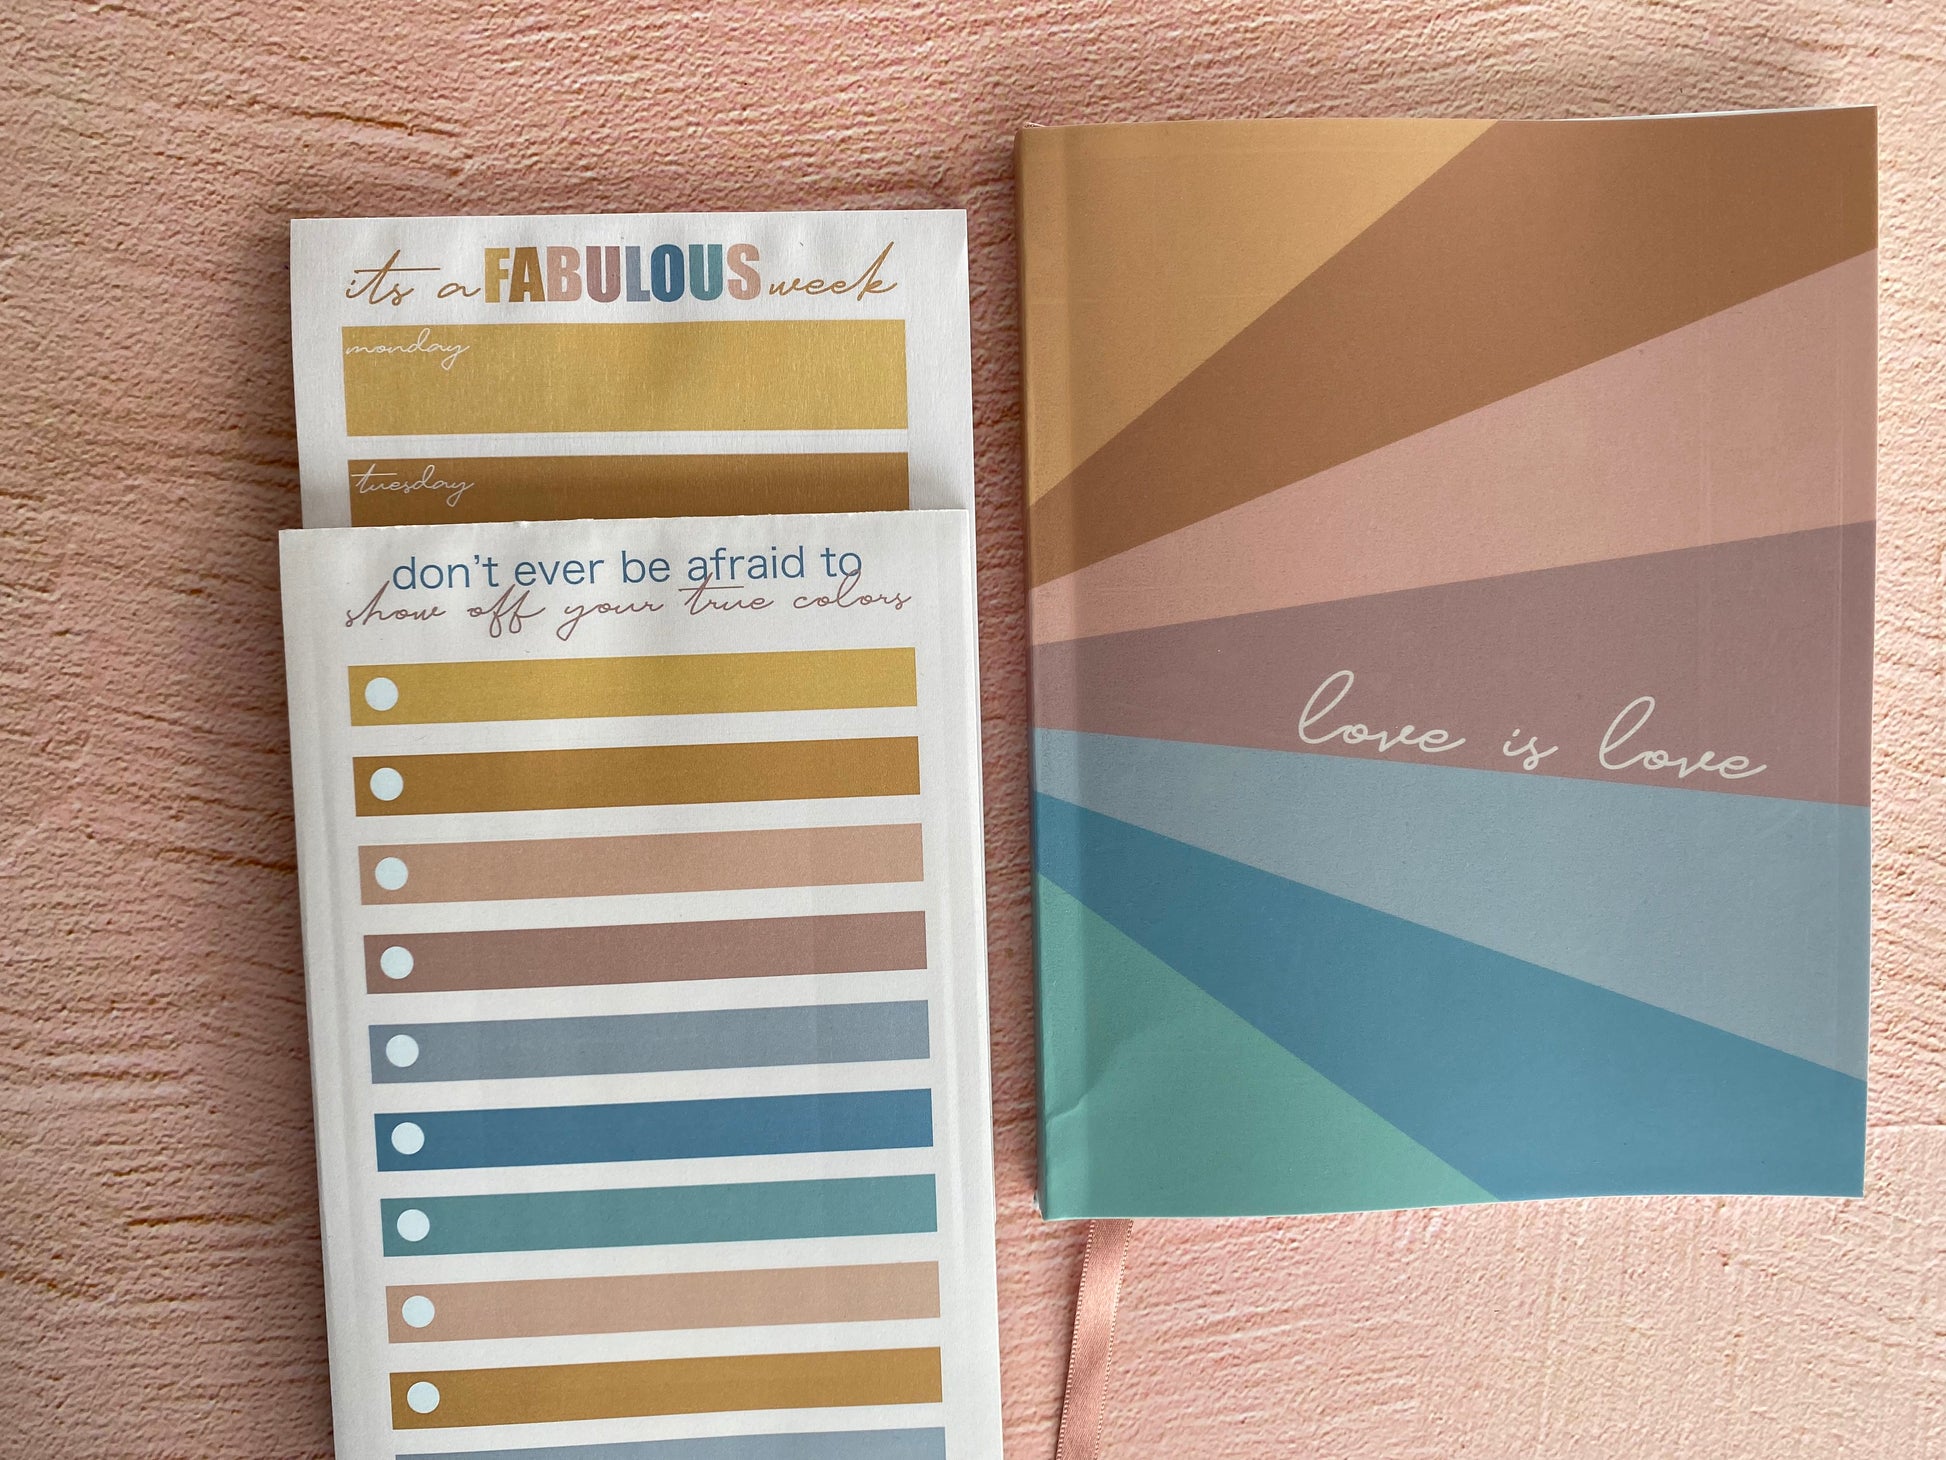 its a FABULOUS week
monday
tuesday
don't ever be afraid to
show off your true colors
love is love